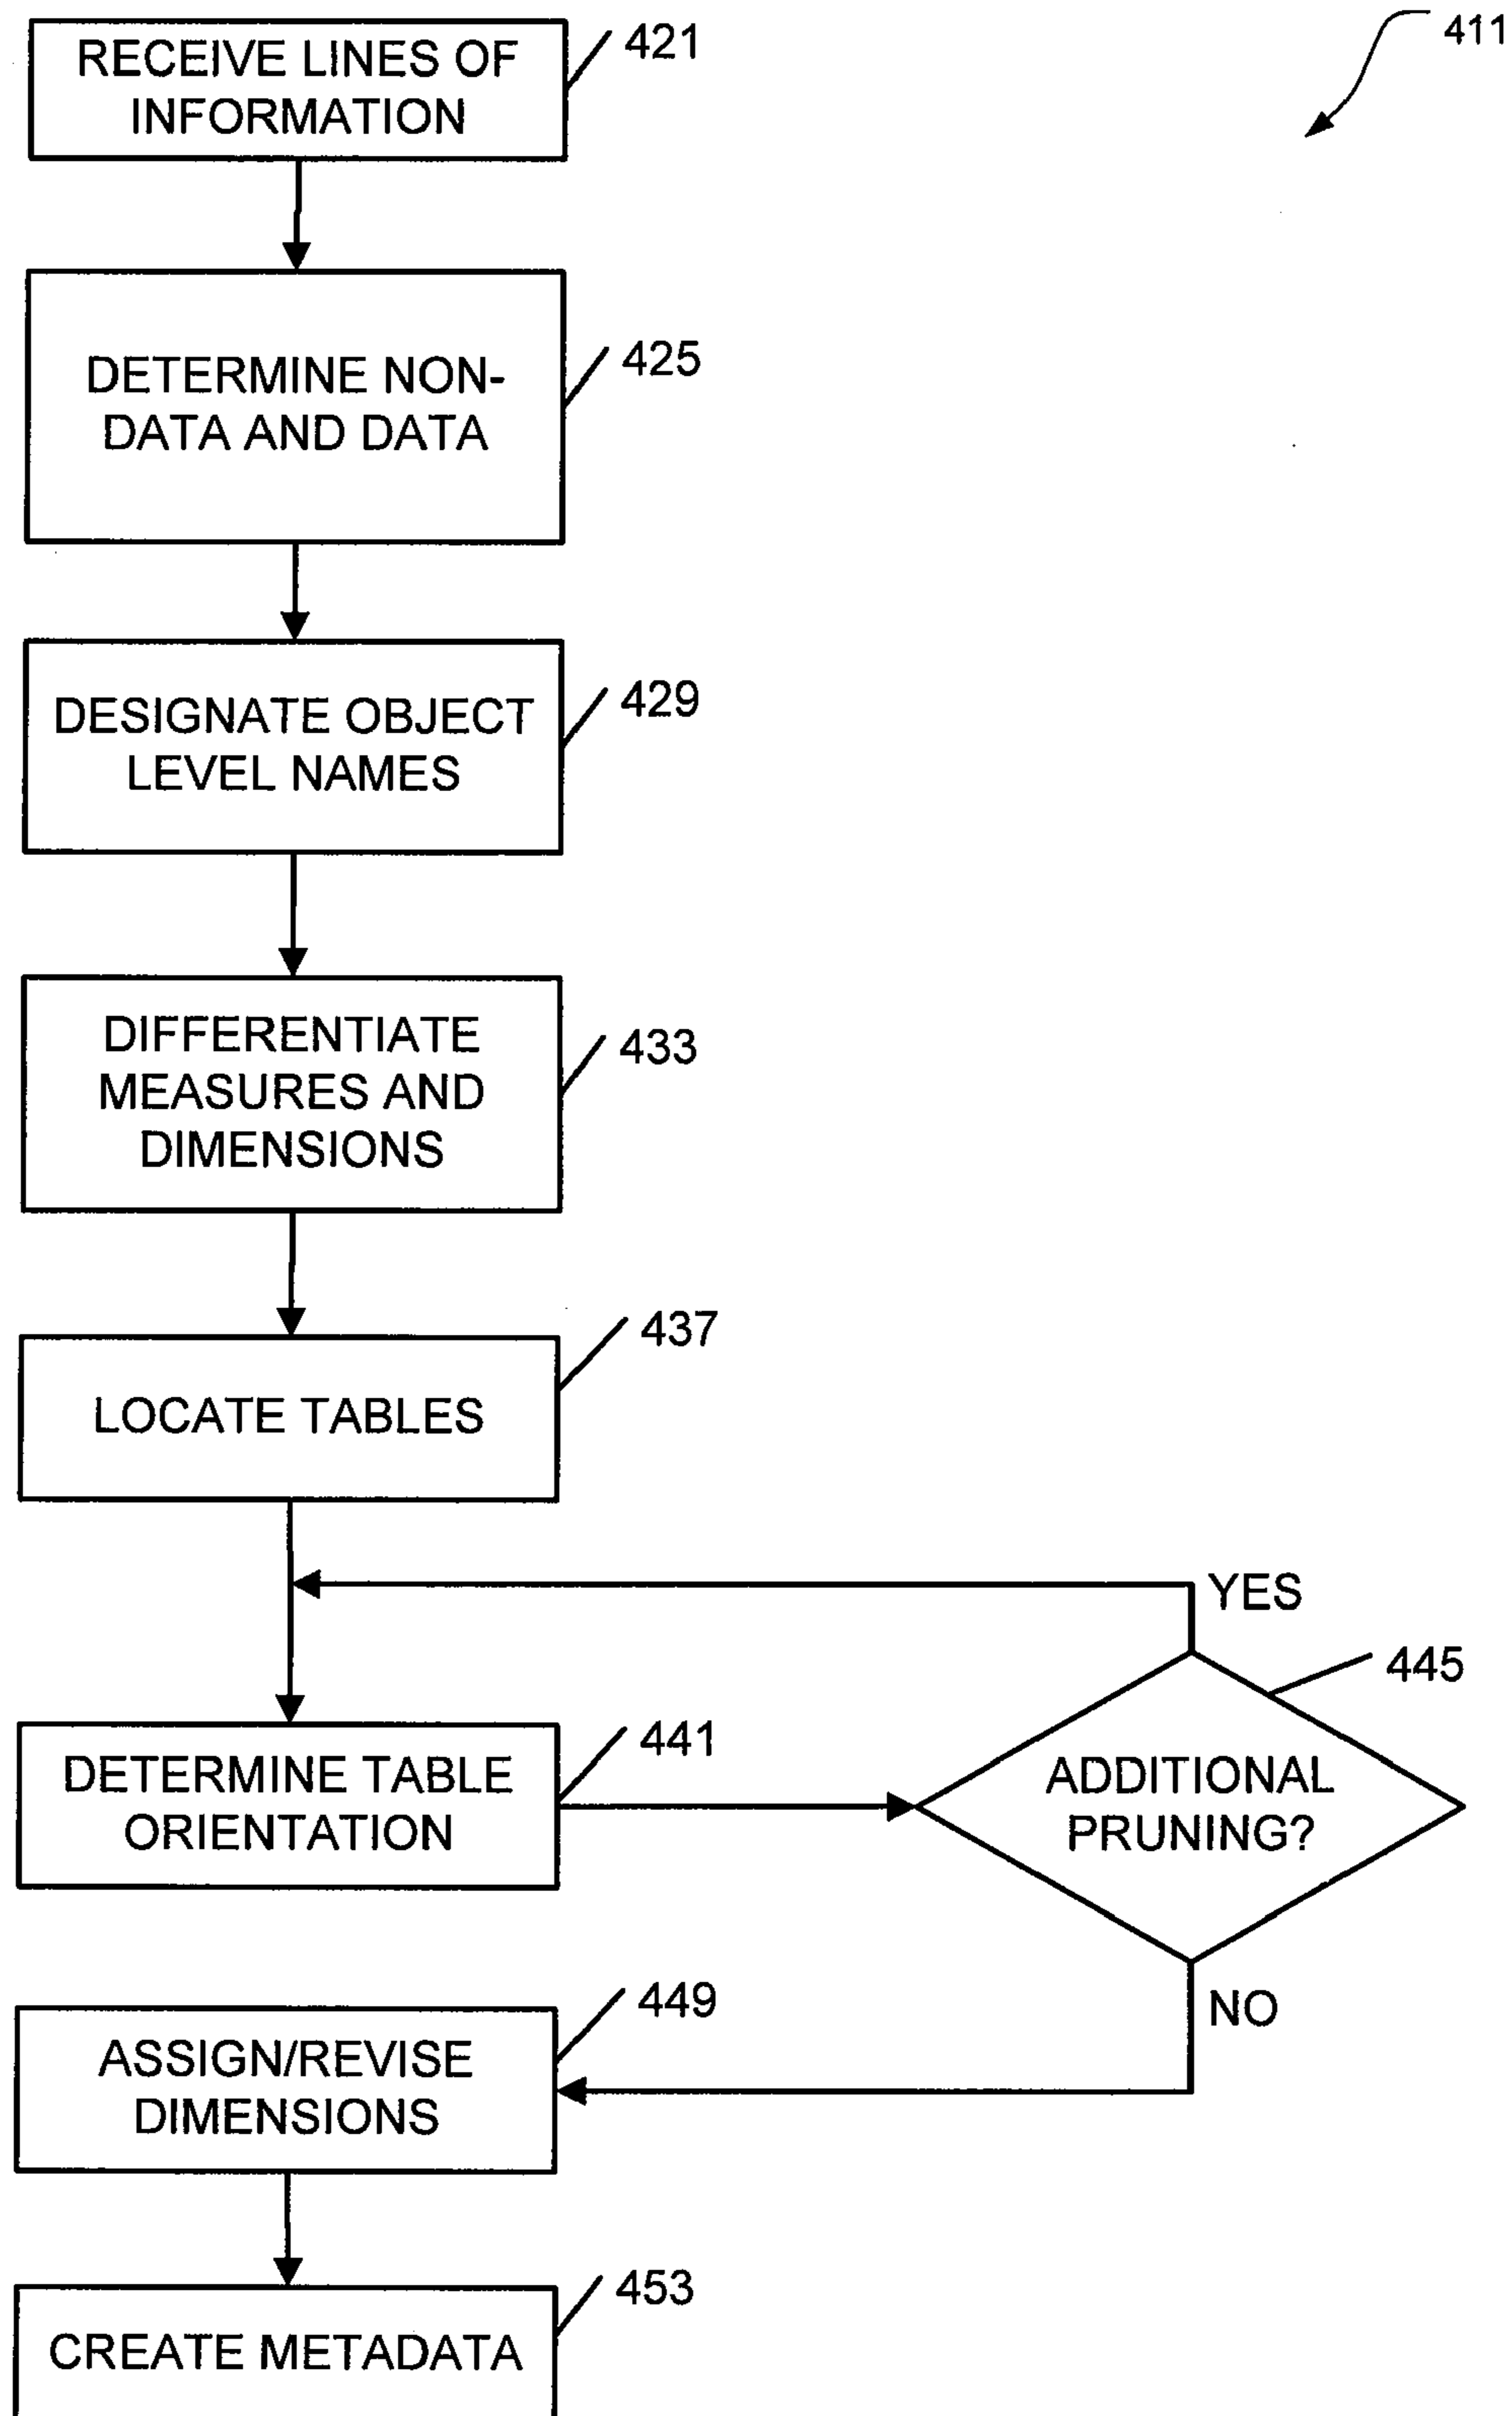 411
RECEIVE LINES OF
INFORMATION
421
DETERMINE NON-
DATA AND DATA
425
DESIGNATE OBJECT
LEVEL NAMES
429
DIFFERENTIATE
MEASURES AND
DIMENSIONS
433
LOCATE TABLES
437
YES
DETERMINE TABLE
ORIENTATION
441
ADDITIONAL
PRUNING?
445
NO
ASSIGN/REVISE
DIMENSIONS
449
CREATE METADATA
453